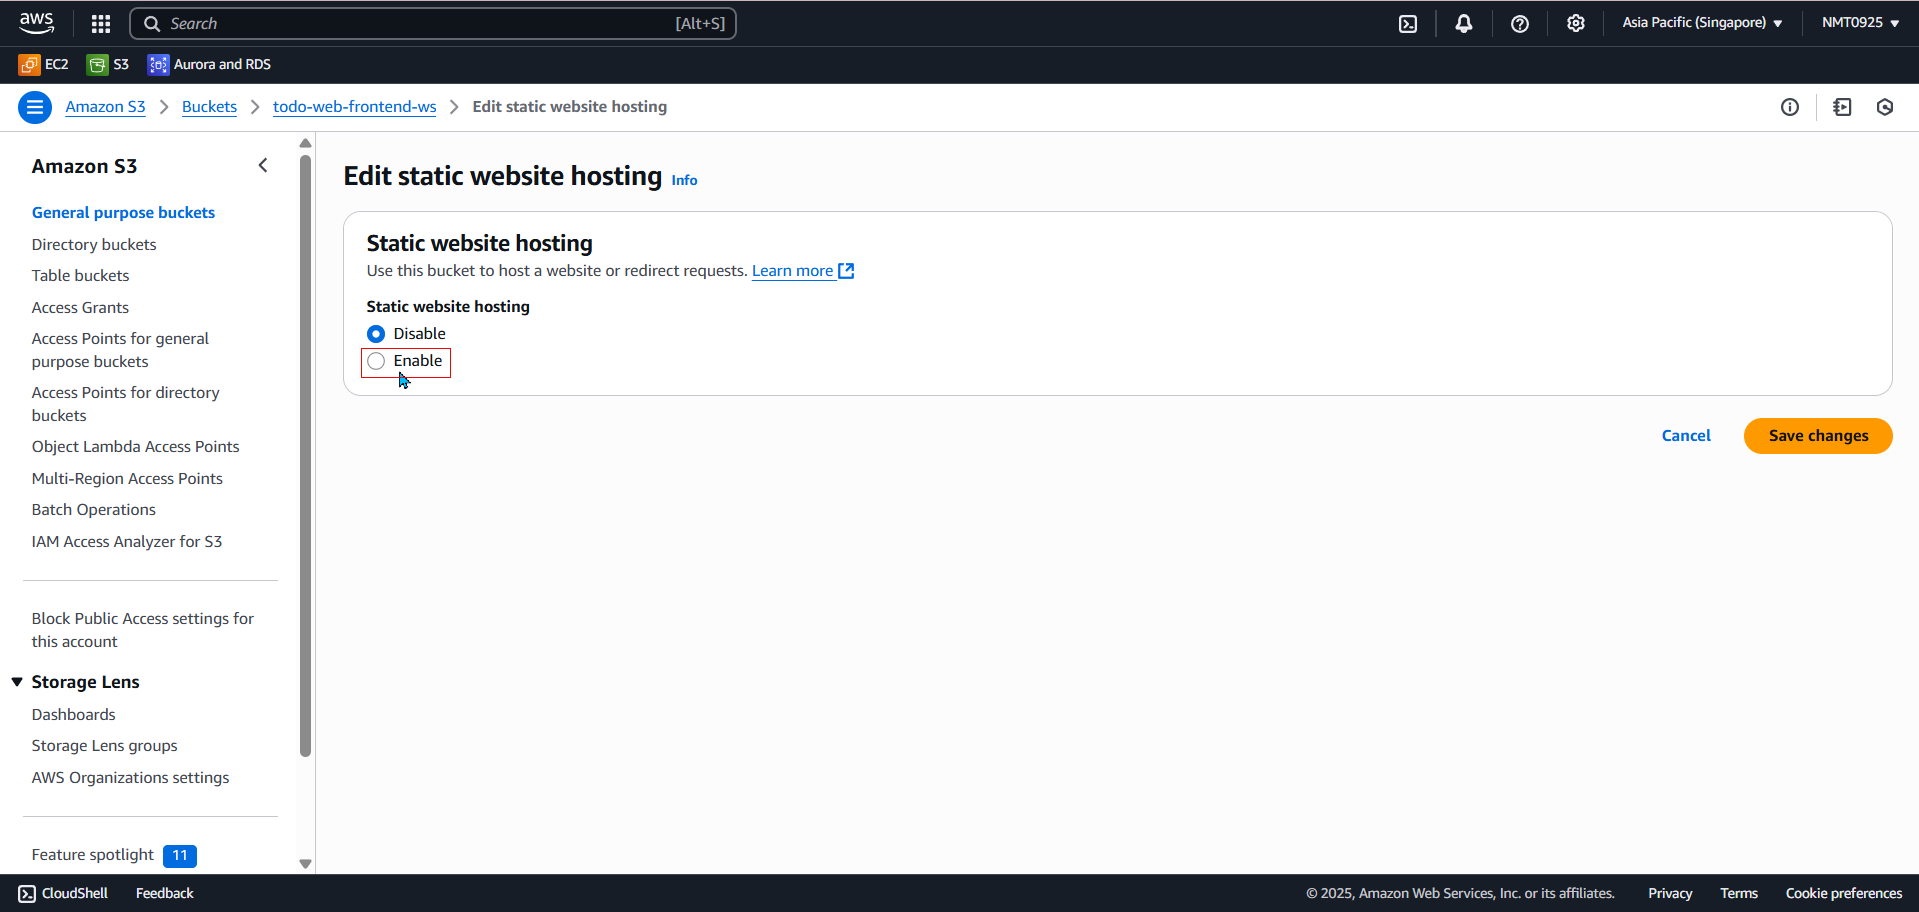 aws
Search [Alt+S]
Asia Pacific (Singapore)
NMT0925
EC2
S3
Aurora and RDS
Amazon S3 > Buckets > todo-web-frontend-ws > Edit static website hosting
Amazon S3
General purpose buckets
Directory buckets
Table buckets
Access Grants
Access Points for general
purpose buckets
Access Points for directory
buckets
Object Lambda Access Points
Multi-Region Access Points
Batch Operations
IAM Access Analyzer for S3
Block Public Access settings for
this account
Storage Lens
Dashboards
Storage Lens groups
AWS Organizations settings
Feature spotlight 11
Edit static website hosting Info
Static website hosting
Use this bucket to host a website or redirect requests. Learn more
Static website hosting
Disable
Enable
Cancel
Save changes
CloudShell
Feedback
© 2025, Amazon Web Services, Inc. or its affiliates.
Privacy
Terms
Cookie preferences